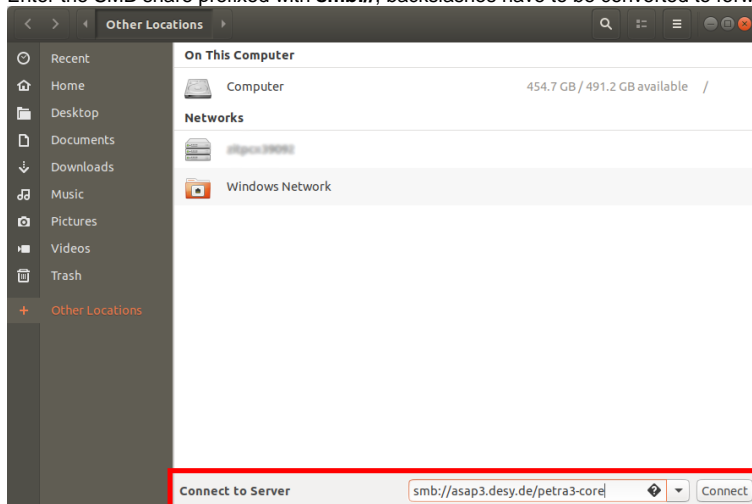 Other Locations
Recent
Home
Desktop
Documents
Downloads
Music
Pictures
Videos
Trash
+ Other Locations
On This Computer
Computer 454.7 GB / 491.2 GB available /
Networks
Windows Network
Connect to Server smb://asap3.desy.de/petra3-core Connect